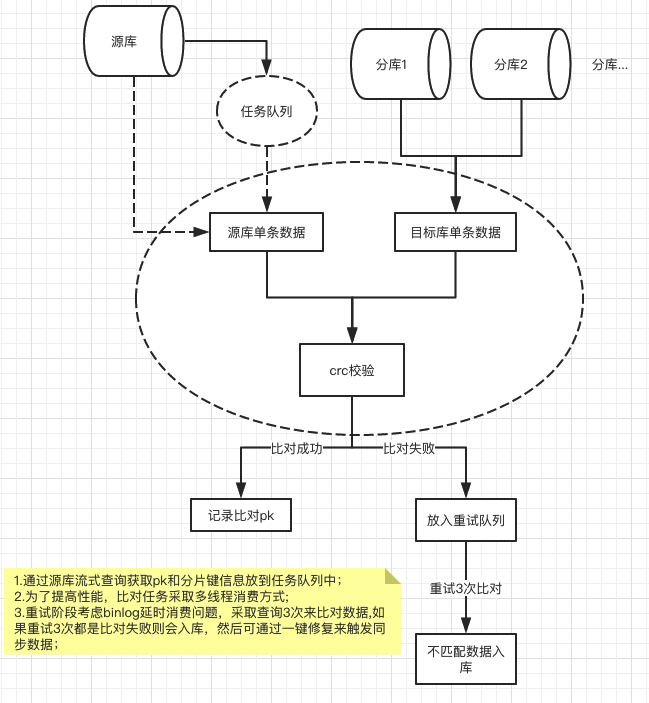 源库
分库1
分库2
分库...
任务队列
源库单条数据
目标库单条数据
crc校验
比对成功
比对失败
记录比对pk
放入重试队列
重试3次比对
不匹配数据入
库
1.通过源库流式查询获取pk和分片键信息放到任务队列中；
2.为了提高性能，比对任务采取多线程消费方式；
3.重试阶段考虑binlog延时消费问题，采取查询3次来比对数据,如
果重试3次都是比对失败则会入库，然后可通过一键修复来触发同
步数据；